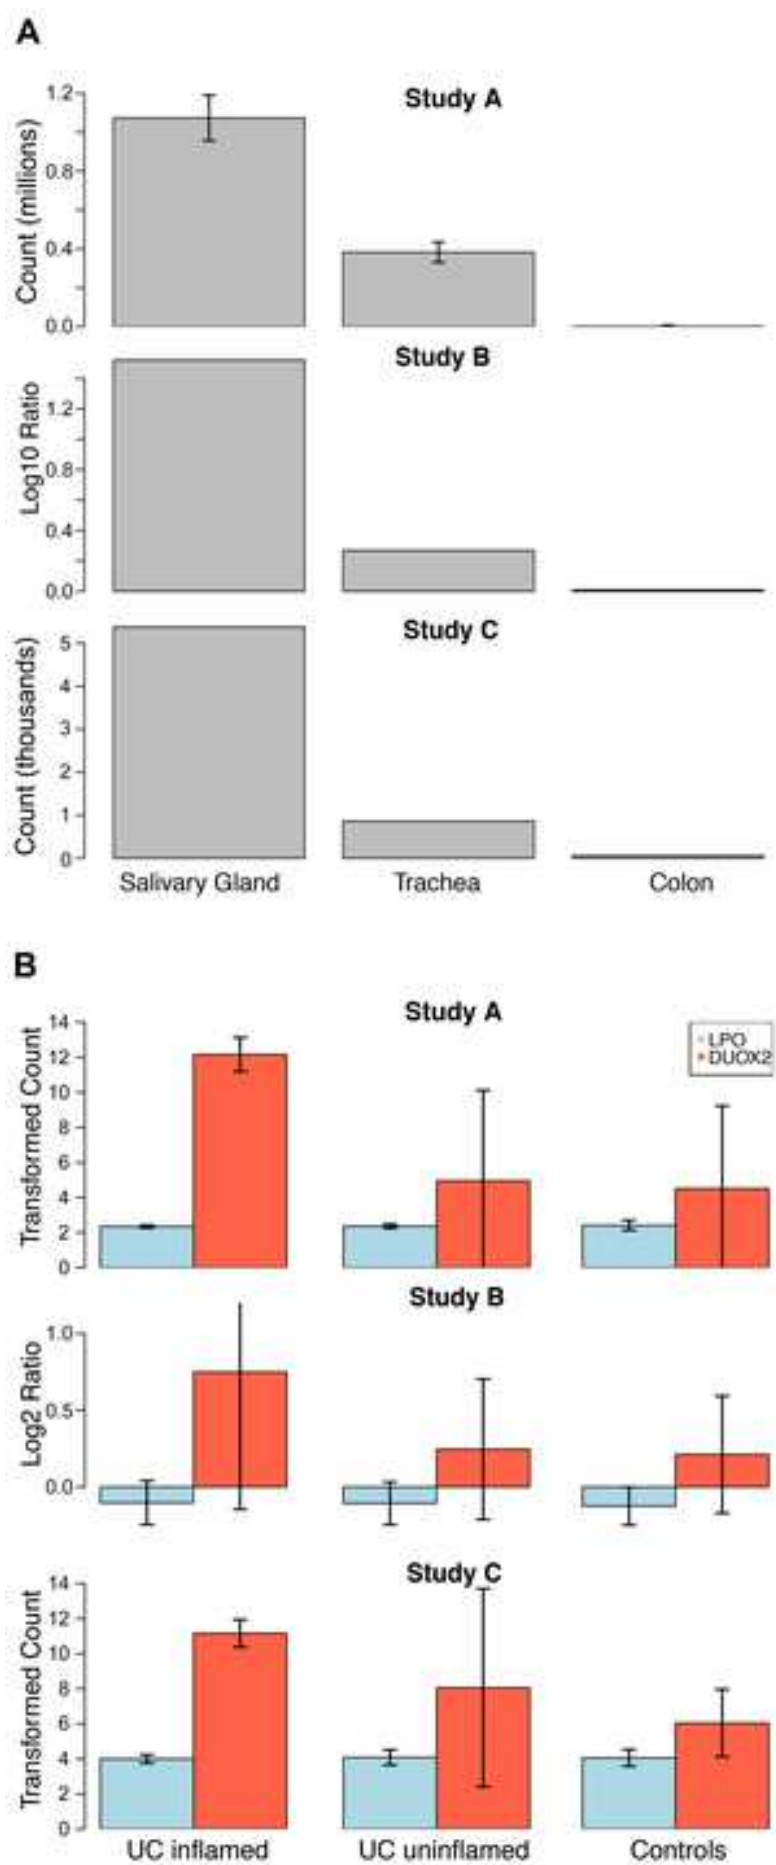 A
Study A
Count (millions)
1.2
0.8
0.4
0.0
Study B
Log10 Ratio
1.2
0.8
0.4
0.0
Study C
Count (thousands)
5
4
3
2
1
0
Salivary Gland Trachea Colon
B
Study A
Transformed Count
14
12
10
8
6
4
2
0
LPO
DUOX2
Study B
Log2 Ratio
1.0
0.5
0.0
Study C
Transformed Count
14
12
10
8
6
4
2
0
UC inflamed UC uninflamed Controls